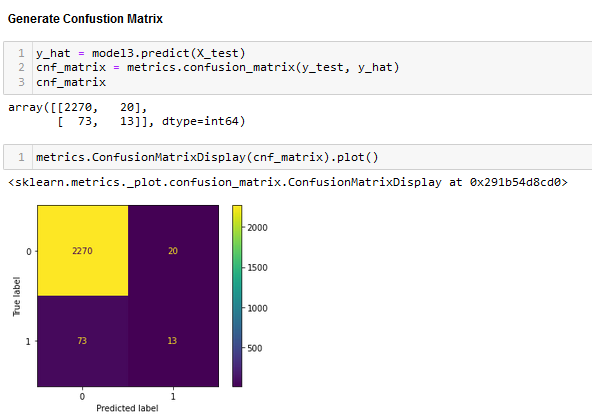 Generate Confustion Matrix
1 y_hat = model3.predict(X_test)
2 cnf_matrix = metrics.confusion_matrix(y_test, y_hat)
3 cnf_matrix
array([[2270,   20],
       [  73,   13]], dtype=int64)
1 metrics.ConfusionMatrixDisplay(cnf_matrix).plot()
<sklearn.metrics._plot.confusion_matrix.ConfusionMatrixDisplay at 0x291b54d8cd0>
2000
0 2270 20
1500
True label
1000
1 73 13
500
0 1
Predicted label